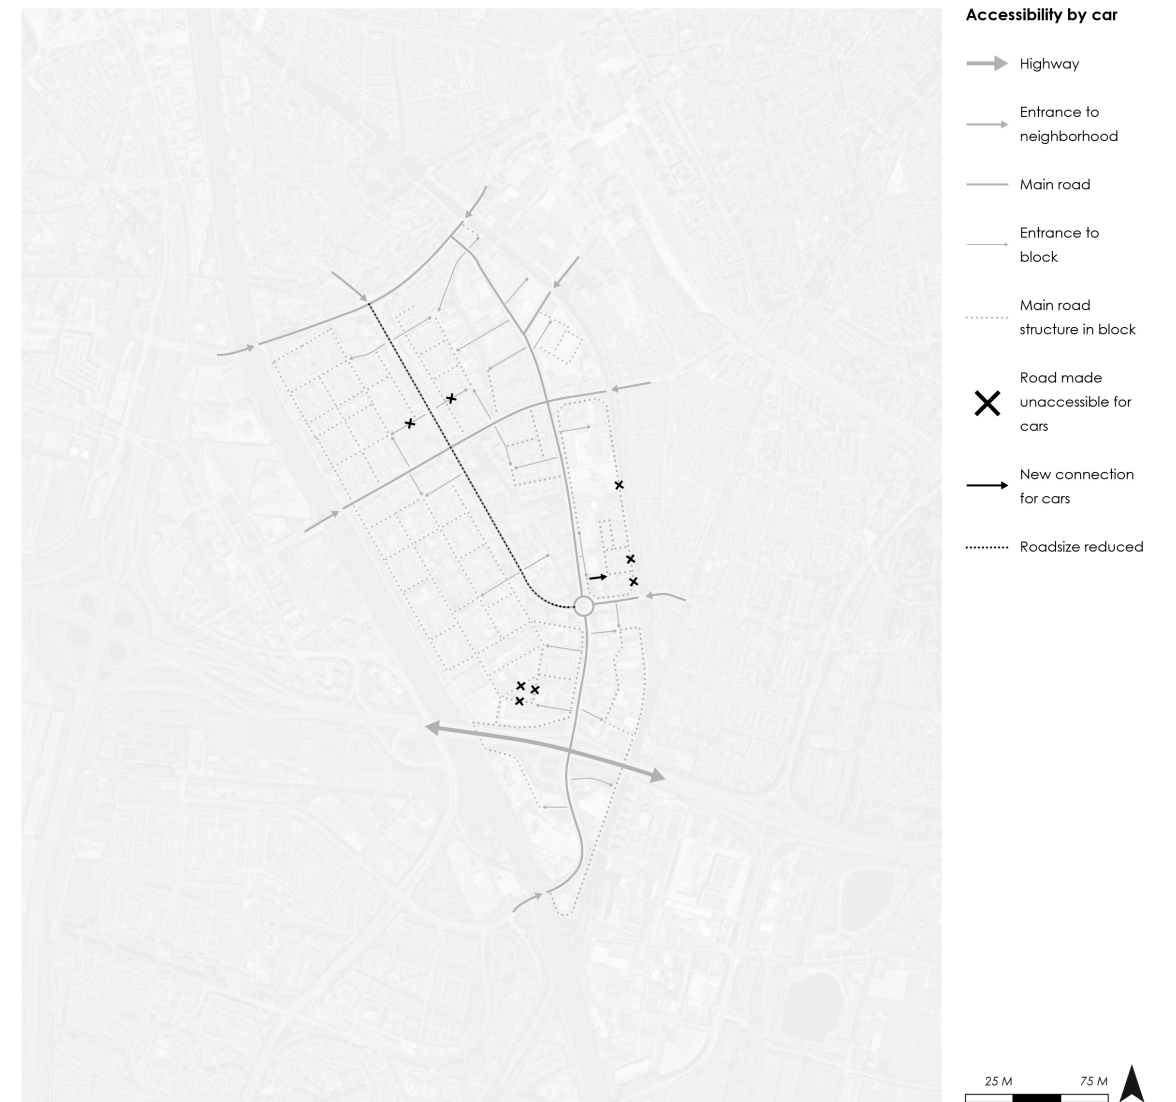 Accessibility by car
Highway
Entrance to
neighborhood
Main road
Entrance to
block
Main road
structure in block
Road made
unaccessible for
cars
New connection
for cars
Roadsize reduced
25 M 75 M